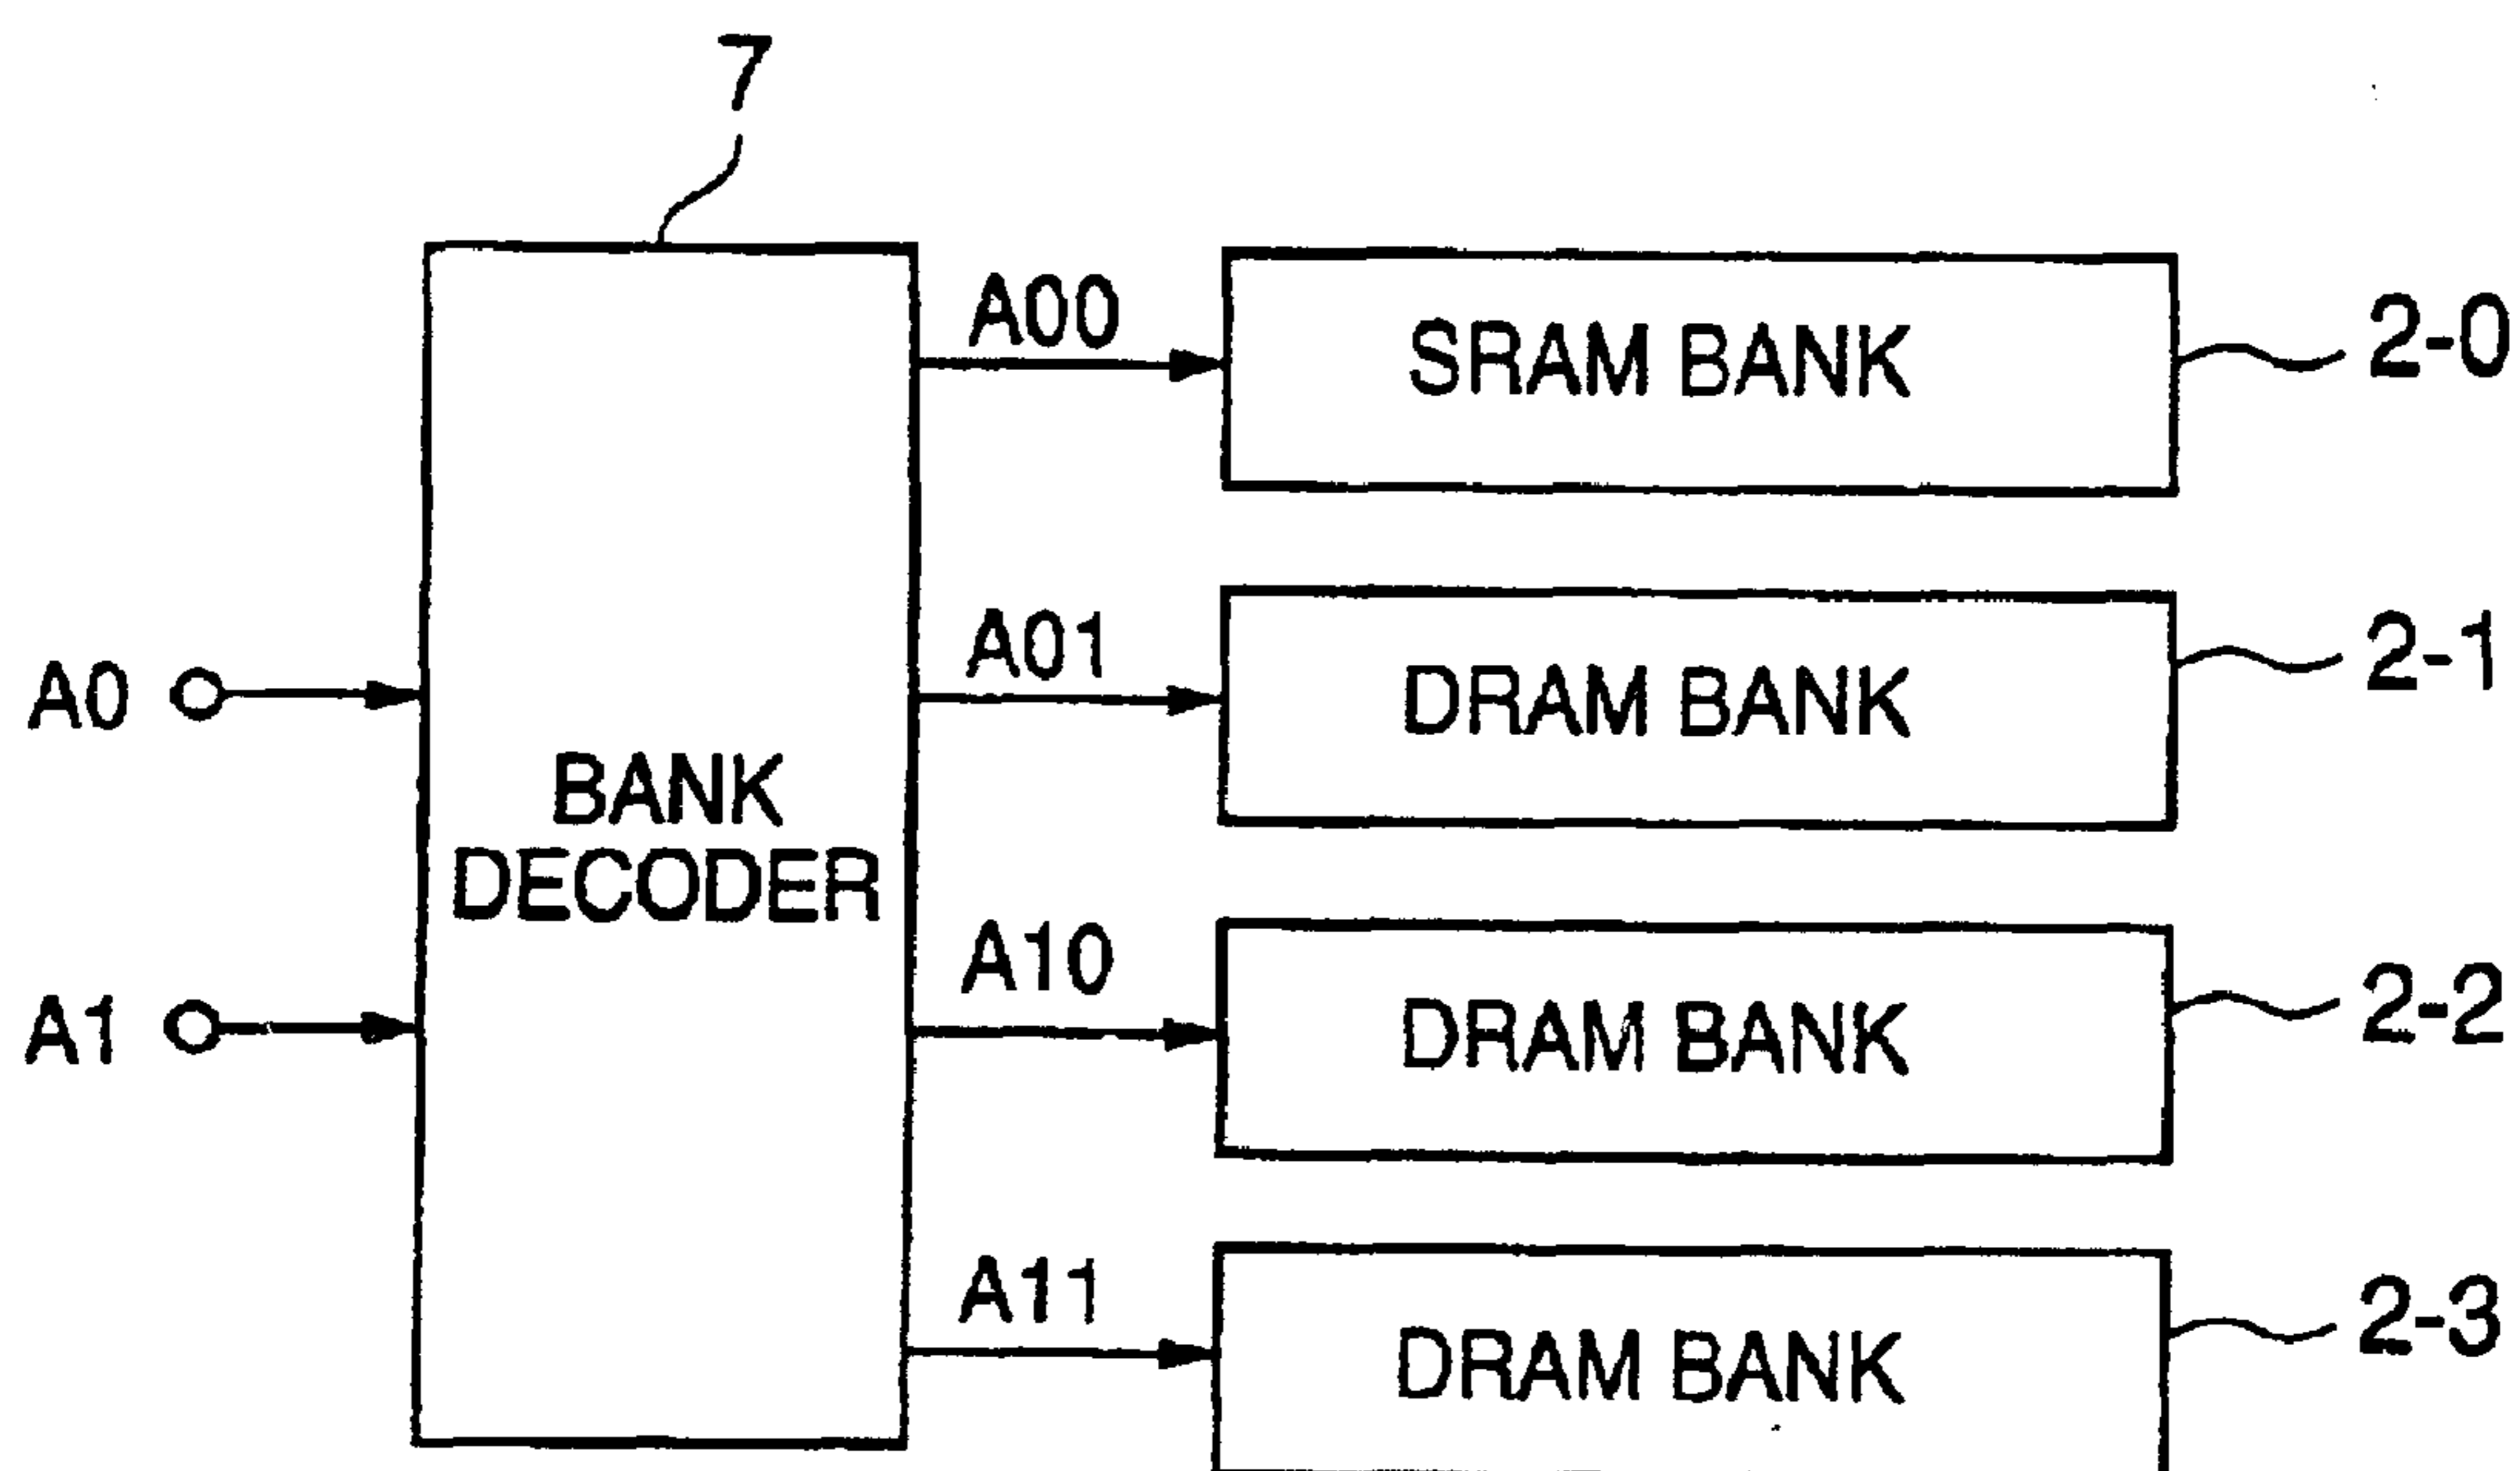 7
A00
SRAM BANK
2-0
A01
DRAM BANK
2-1
A0
BANK
DECODER
A1
A10
DRAM BANK
2-2
A11
DRAM BANK
2-3